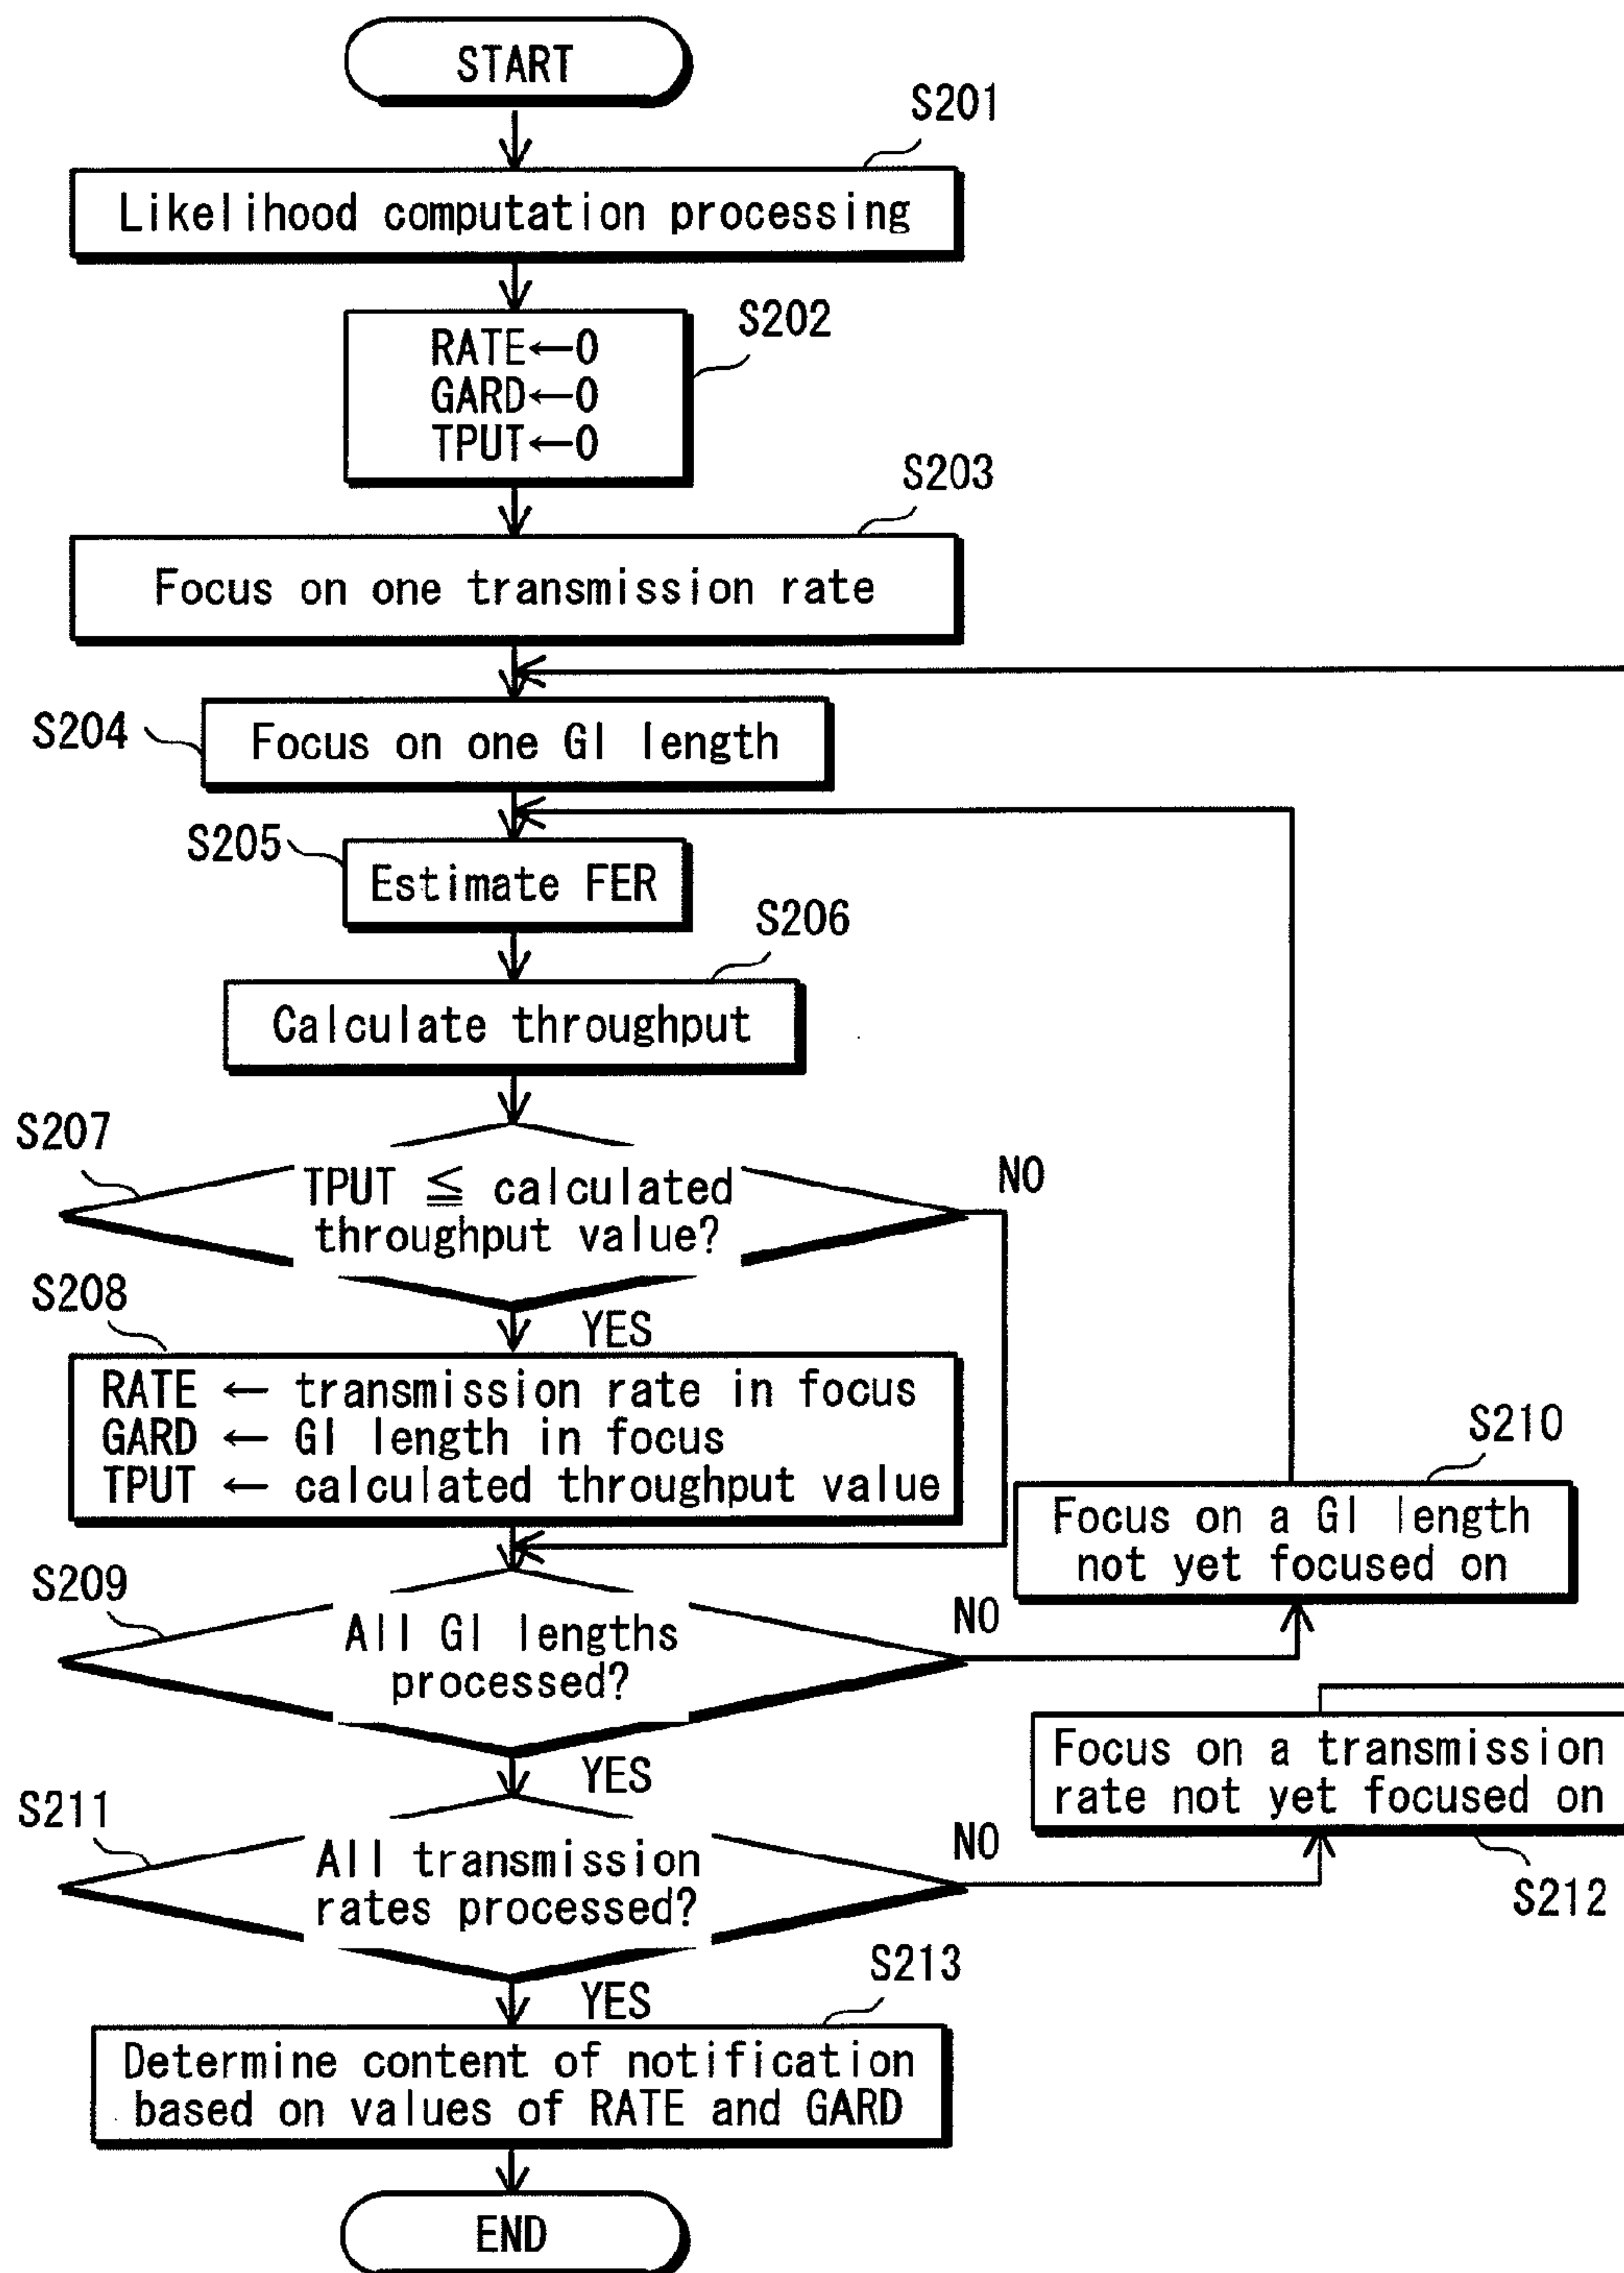 START
S201
Likelihood computation processing
S202
RATE←0
GARD←0
TPUT←0
S203
Focus on one transmission rate
S204
Focus on one GI length
S205
Estimate FER
S206
Calculate throughput
S207
TPUT ≦ calculated
throughput value?
NO
S208
YES
RATE ← transmission rate in focus
GARD ← GI length in focus
TPUT ← calculated throughput value
S210
Focus on a GI length
not yet focused on
S209
All GI lengths
processed?
NO
YES
Focus on a transmission
rate not yet focused on
S212
S211
All transmission
rates processed?
NO
YES
S213
Determine content of notification
based on values of RATE and GARD
END